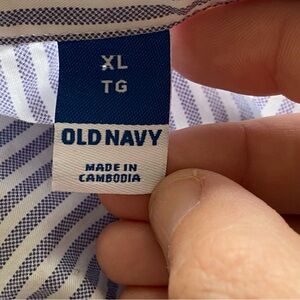 XL
TG
OLD NAVY
MADE IN
CAMBODIA